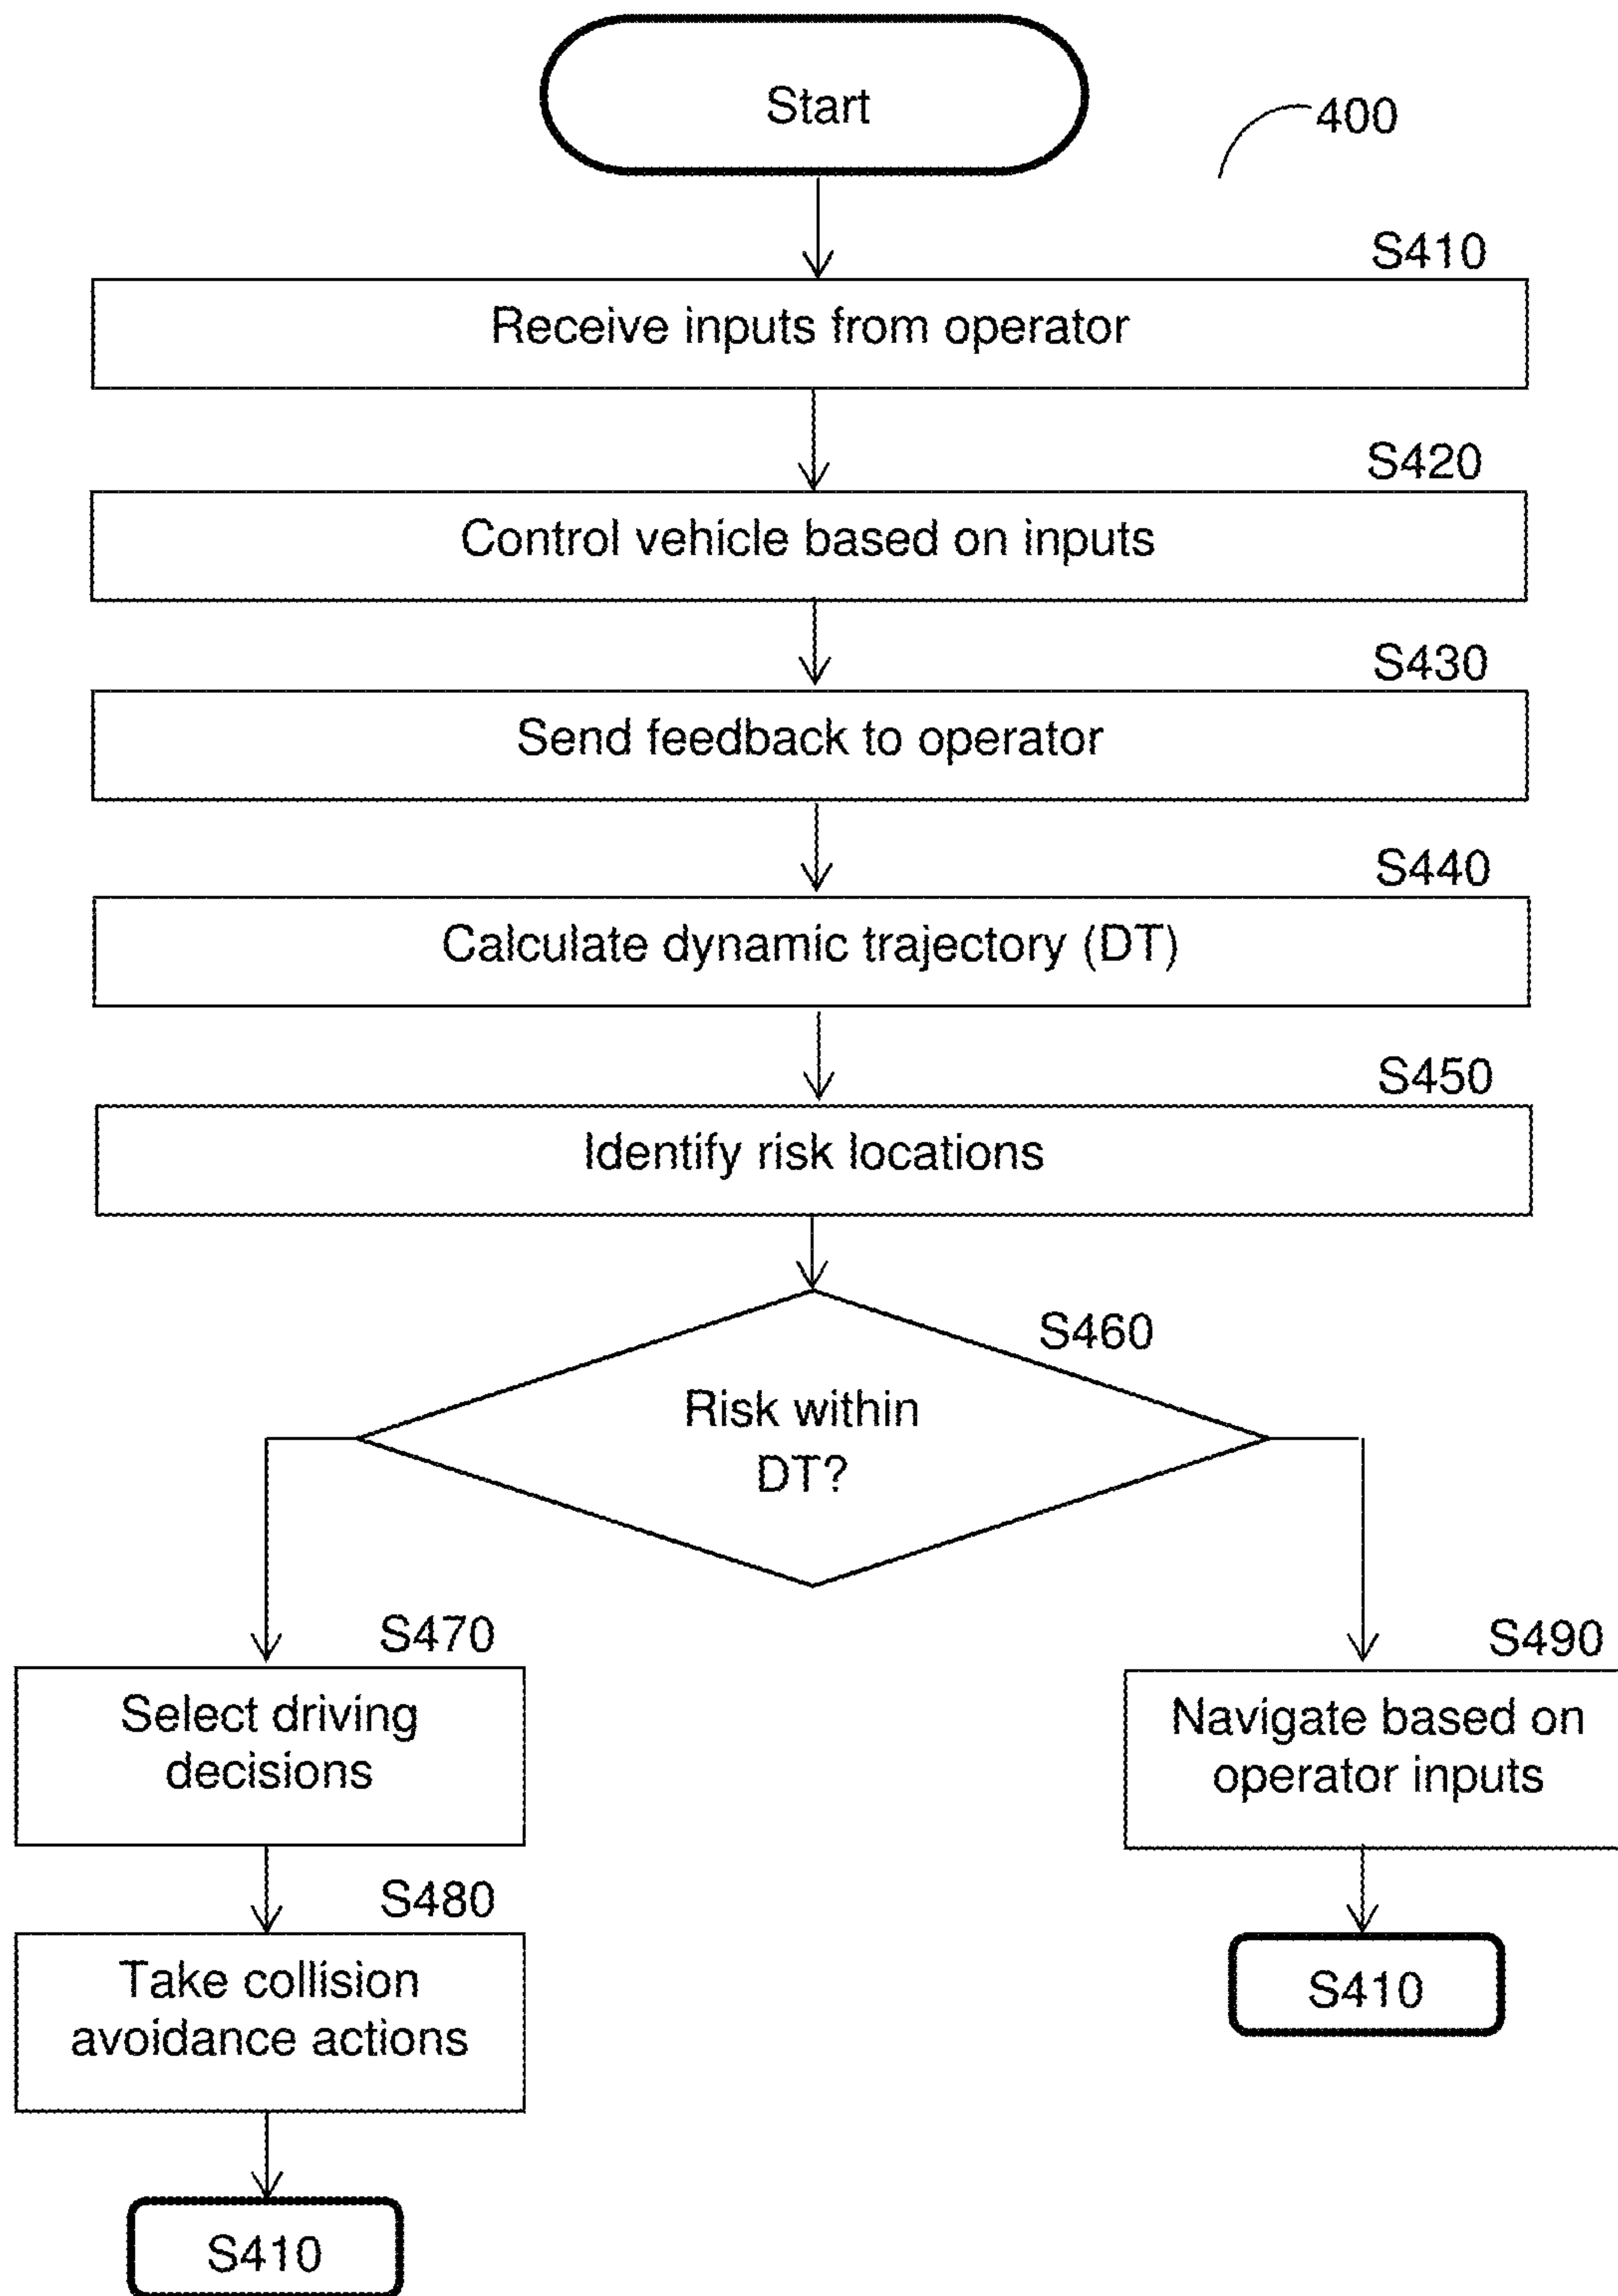 Start
400
S410
Receive inputs from operator
S420
Control vehicle based on inputs
S430
Send feedback to operator
S440
Calculate dynamic trajectory (DT)
S450
Identify risk locations
S460
Risk within
DT?
S470
Select driving
decisions
S490
Navigate based on
operator inputs
S480
Take collision
avoidance actions
S410
S410